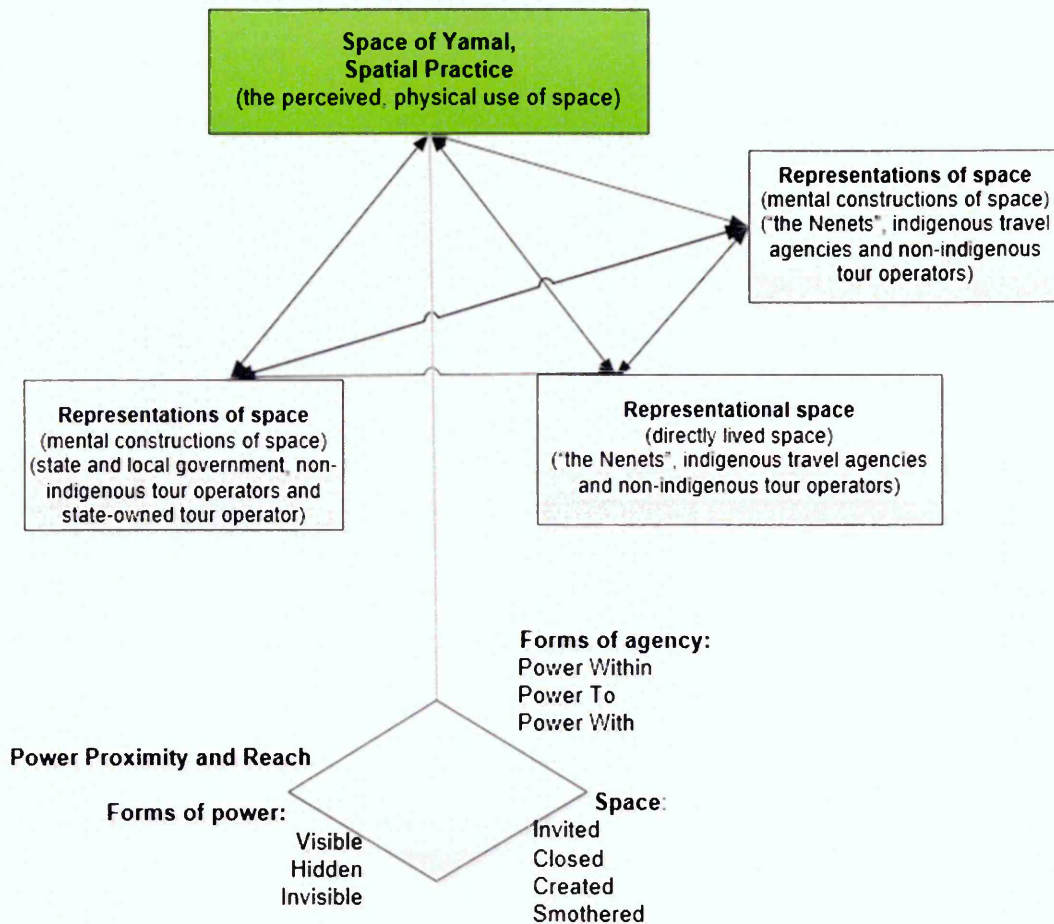 Space of Yamal,
Spatial Practice
(the perceived, physical use of space)
Representations of space
(mental constructions of space)
("the Nenets", indigenous travel
agencies and non-indigenous
tour operators)
Representations of space
(mental constructions of space)
(state and local government, non-
indigenous tour operators and
state-owned tour operator)
Representational space
(directly lived space)
("the Nenets", indigenous travel agencies
and non-indigenous tour operators)
Forms of agency:
Power Within
Power To
Power With
Power Proximity and Reach
Forms of power:
Visible
Hidden
Invisible
Space:
Invited
Closed
Created
Smothered